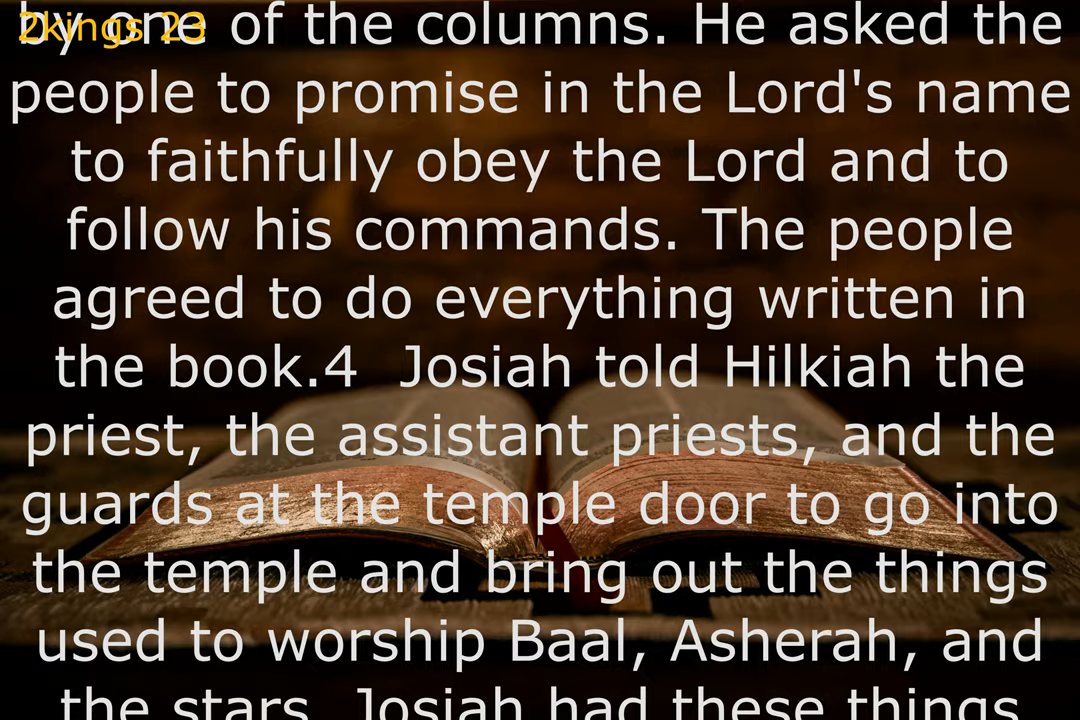 2kings 23
by one of the columns. He asked the
people to promise in the Lord's name
to faithfully obey the Lord and to
follow his commands. The people
agreed to do everything written in
the book.4  Josiah told Hilkiah the
priest, the assistant priests, and the
guards at the temple door to go into
the temple and bring out the things
used to worship Baal, Asherah, and
the stars. Josiah had these things